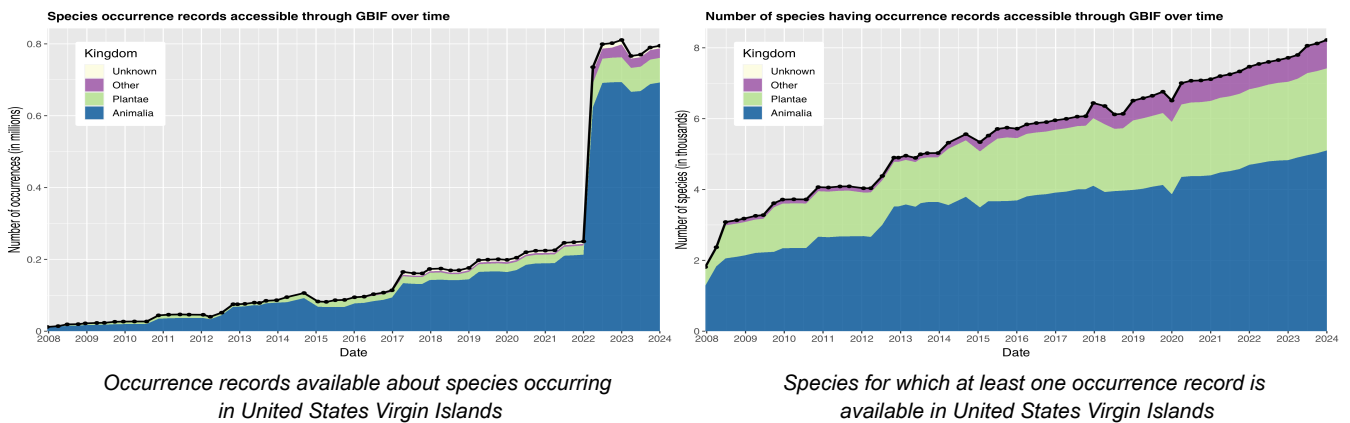 Species occurrence records accessible through GBIF over time
Number of occurrences (in millions)
0.8
0.6
0.4
0.2
0
Kingdom
Unknown
Other
Plantae
Animalia
2008 2009 2010 2011 2012 2013 2014 2015 2016 2017 2018 2019 2020 2021 2022 2023 2024
Date
Occurrence records available about species occurring
in United States Virgin Islands
Number of species having occurrence records accessible through GBIF over time
Number of species (in thousands)
8
6
4
2
0
Kingdom
Unknown
Other
Plantae
Animalia
2008 2009 2010 2011 2012 2013 2014 2015 2016 2017 2018 2019 2020 2021 2022 2023 2024
Date
Species for which at least one occurrence record is
available in United States Virgin Islands